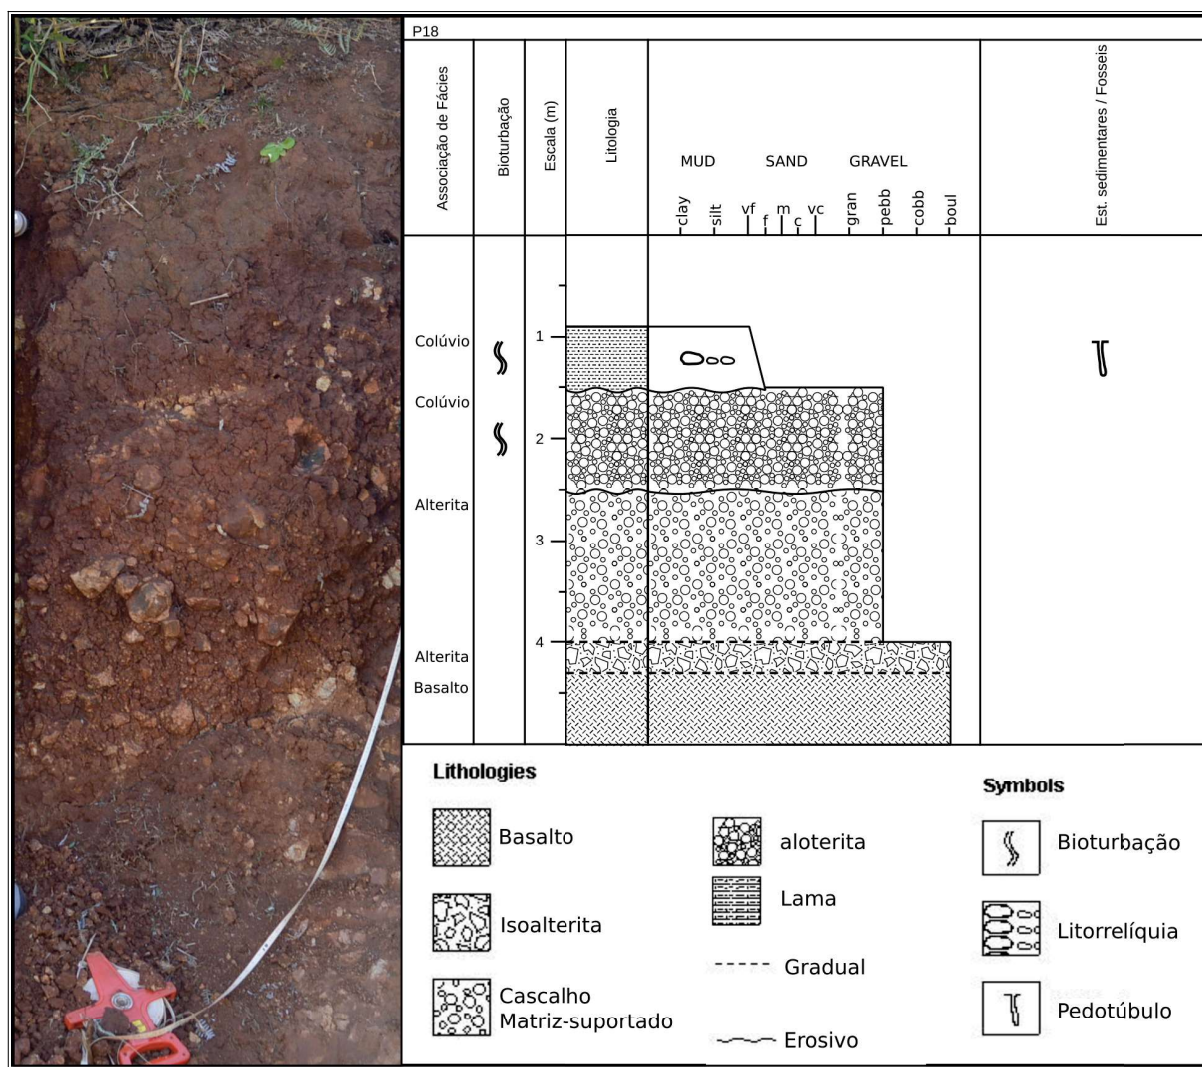 P18
Associação de Fácies
Bioturbação
Escala (m)
Litologia
MUD SAND GRAVEL
clay silt vf f m c vc gran pebb cobb boul
Est. sedimentares / Fosseis
Colúvio
1
Colúvio
2
Alterita
3
4
Alterita
Basalto
Lithologies
Basalto
Isoalterita
Cascalho
Matriz-suportado
aloterita
Lama
Gradual
Erosivo
Symbols
Bioturbação
Litorrelíquia
Pedotúbulo